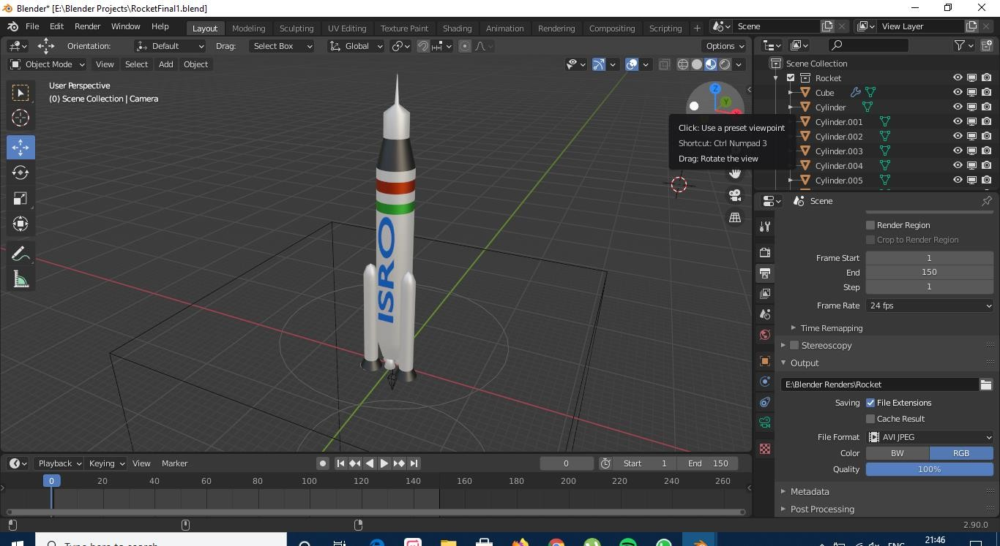 Blender* [E:\Blender Projects\RocketFinal1.blend]
File Edit Render Window Help Layout Modeling Sculpting UV Editing Texture Paint Shading Animation Rendering Compositing Scripting + Scene View Layer
Orientation: Default Drag: Select Box Global Options
Object Mode View Select Add Object
User Perspective
(0) Scene Collection | Camera
Z
Y
Click: Use a preset viewpoint
Shortcut: Ctrl Numpad 3
Drag: Rotate the view
ISRO
Scene Collection
Rocket
Cube
Cylinder
Cylinder.001
Cylinder.002
Cylinder.003
Cylinder.004
Cylinder.005
Scene
Render Region
Crop to Render Region
Frame Start 1
End 150
Step 1
Frame Rate 24 fps
Time Remapping
Stereoscopy
Output
E:\Blender Renders\Rocket
Saving File Extensions
Cache Result
File Format AVI JPEG
Color BW RGB
Quality 100%
Metadata
Post Processing
Playback Keying View Marker 0 Start 1 End 150
0 20 40 60 80 100 120 140 160 180 200 220 240 260
2.90.0
Type here to search
ENG
21:46